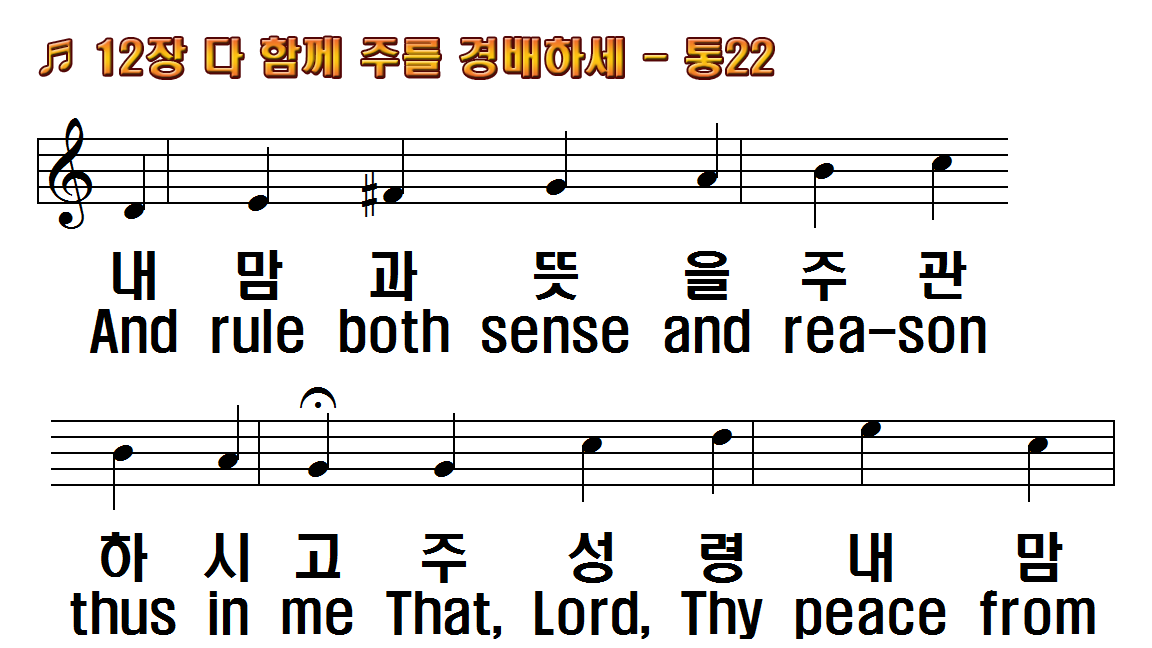 ♬ 12장 다 함께 주를 경배하세 - 통22
내 맘 과 뜻 을 주 관
And rule both sense and rea-son
하 시 고 주 성 령 내 맘
thus in me That, Lord, Thy peace from